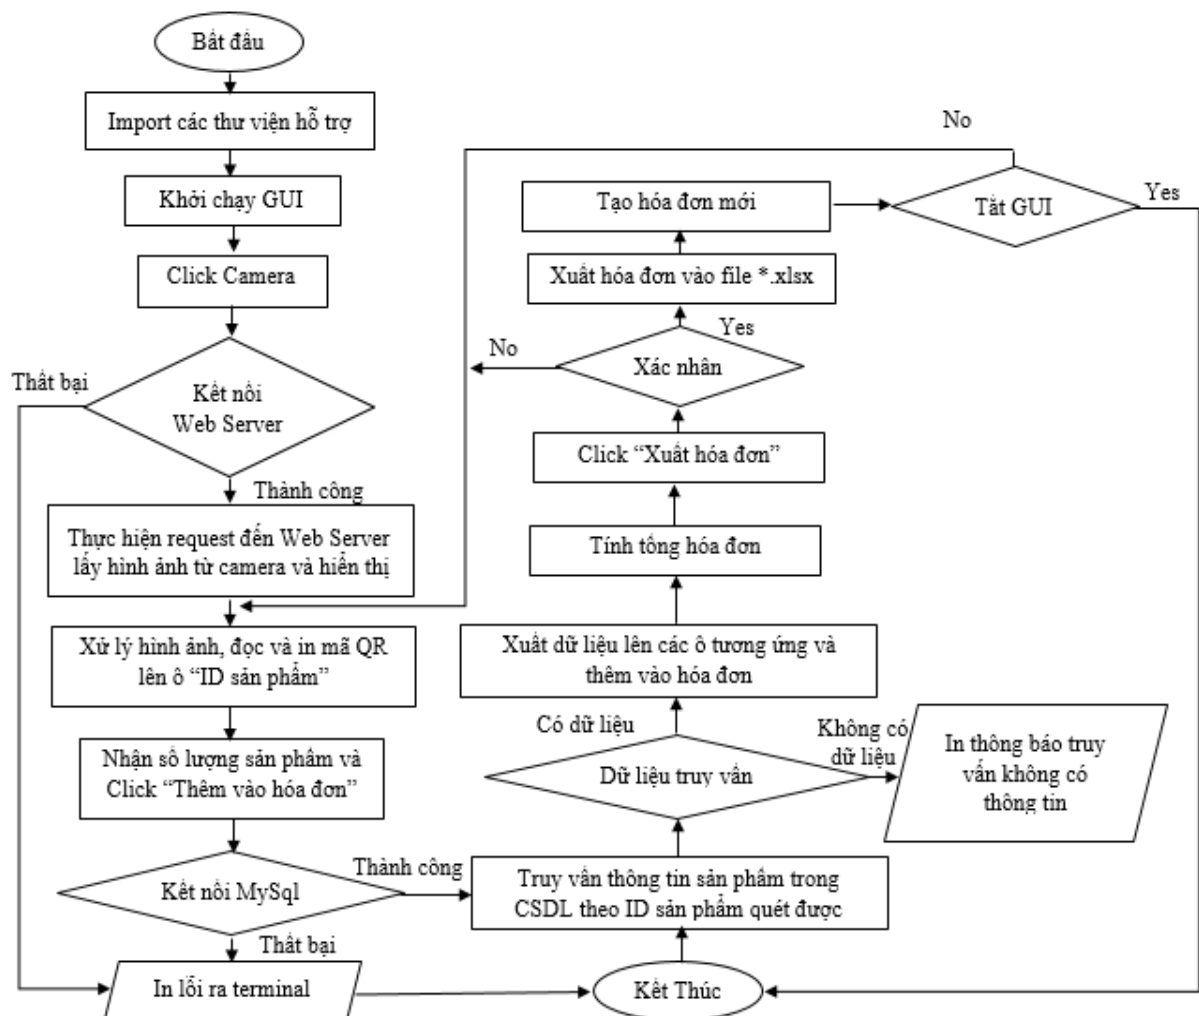 Bắt đầu
Import các thư viện hỗ trợ
Khởi chạy GUI
Click Camera
Thất bại
Kết nối
Web Server
Thành công
Thực hiện request đến Web Server
lấy hình ảnh từ camera và hiển thị
Xử lý hình ảnh, đọc và in mã QR
lên ô “ID sản phẩm”
Nhận số lượng sản phẩm và
Click “Thêm vào hóa đơn”
Kết nối MySql
Thành công
Thất bại
In lỗi ra terminal
Kết Thúc
Truy vấn thông tin sản phẩm trong
CSDL theo ID sản phẩm quét được
Dữ liệu truy vấn
Không có
dữ liệu
In thông báo truy
vấn không có
thông tin
Có dữ liệu
Xuất dữ liệu lên các ô tương ứng và
thêm vào hóa đơn
Tính tổng hóa đơn
Click “Xuất hóa đơn”
Xác nhân
No
Yes
Xuất hóa đơn vào file *.xlsx
Tạo hóa đơn mới
Tắt GUI
No
Yes